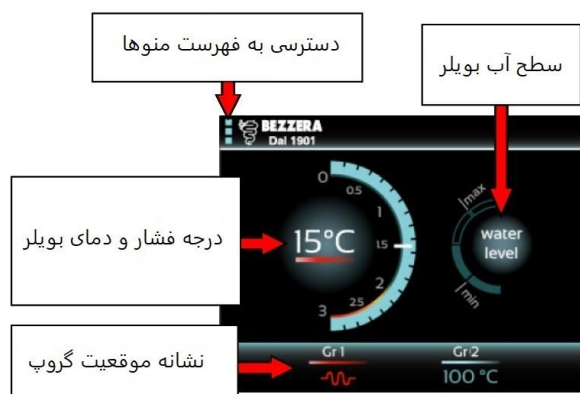 دسترسی به فهرست منوها
سطح آب بویلر
BEZZERA
Dal 1901
0
0.5
1
1.5
2
2.5
3
15°C
max
water
level
min
درجه فشار و دمای بویلر
نشانه موقعیت گروپ
Gr 1
Gr 2
100 °C